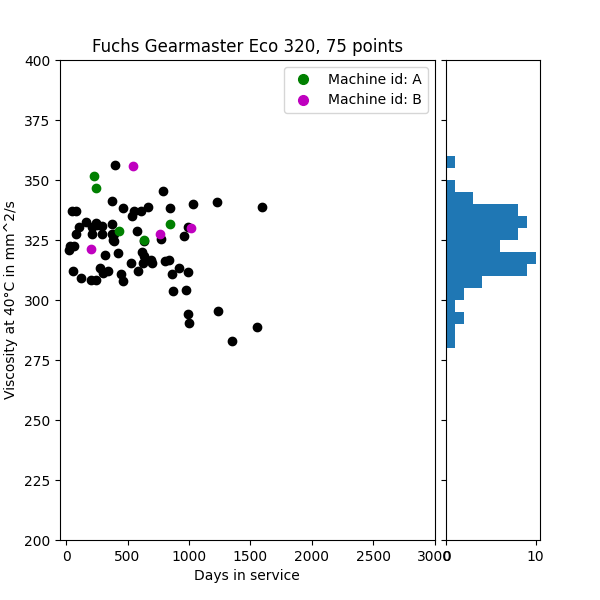 Fuchs Gearmaster Eco 320, 75 points
Machine id: A
Machine id: B
Viscosity at 40°C in mm^2/s
400
375
350
325
300
275
250
225
200
0 500 1000 1500 2000 2500 3000
0 10
Days in service